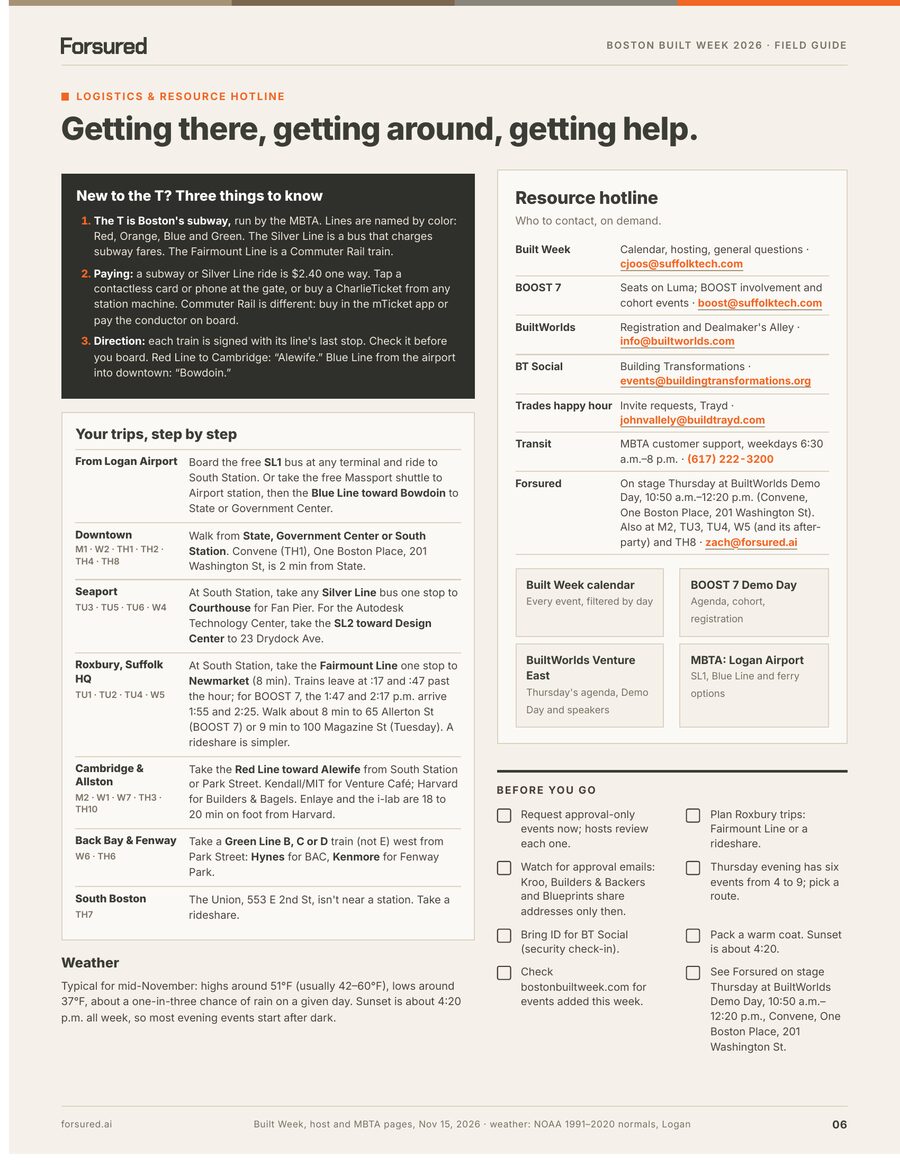 Forsured
BOSTON BUILT WEEK 2026 · FIELD GUIDE
LOGISTICS & RESOURCE HOTLINE
Getting there, getting around, getting help.
New to the T? Three things to know
1. The T is Boston's subway, run by the MBTA. Lines are named by color:
Red, Orange, Blue and Green. The Silver Line is a bus that charges
subway fares. The Fairmount Line is a Commuter Rail train.
2. Paying: a subway or Silver Line ride is $2.40 one way. Tap a
contactless card or phone at the gate, or buy a CharlieTicket from any
station machine. Commuter Rail is different: buy in the mTicket app or
pay the conductor on board.
3. Direction: each train is signed with its line's last stop. Check it before
you board. Red Line to Cambridge: “Alewife.” Blue Line from the airport
into downtown: “Bowdoin.”
Your trips, step by step
From Logan Airport
Board the free SL1 bus at any terminal and ride to
South Station. Or take the free Massport shuttle to
Airport station, then the Blue Line toward Bowdoin to
State or Government Center.
Downtown
M1 · W2 · TH1 · TH2 ·
TH4 · TH8
Walk from State, Government Center or South
Station. Convene (TH1), One Boston Place, 201
Washington St, is 2 min from State.
Seaport
TU3 · TU5 · TU6 · W4
At South Station, take any Silver Line bus one stop to
Courthouse for Fan Pier. For the Autodesk
Technology Center, take the SL2 toward Design
Center to 23 Drydock Ave.
Roxbury, Suffolk
HQ
TU1 · TU2 · TU4 · W5
At South Station, take the Fairmount Line one stop to
Newmarket (8 min). Trains leave at :17 and :47 past
the hour; for BOOST 7, the 1:47 and 2:17 p.m. arrive
1:55 and 2:25. Walk about 8 min to 65 Allerton St
(BOOST 7) or 9 min to 100 Magazine St (Tuesday). A
rideshare is simpler.
Cambridge &
Allston
M2 · W1 · W7 · TH3 ·
TH10
Take the Red Line toward Alewife from South Station
or Park Street. Kendall/MIT for Venture Café; Harvard
for Builders & Bagels. Enlaye and the i-lab are 18 to
20 min on foot from Harvard.
Back Bay & Fenway
W6 · TH6
Take a Green Line B, C or D train (not E) west from
Park Street: Hynes for BAC, Kenmore for Fenway
Park.
South Boston
TH7
The Union, 553 E 2nd St, isn't near a station. Take a
rideshare.
Weather
Typical for mid-November: highs around 51°F (usually 42–60°F), lows around
37°F, about a one-in-three chance of rain on a given day. Sunset is about 4:20
p.m. all week, so most evening events start after dark.
Resource hotline
Who to contact, on demand.
Built Week
Calendar, hosting, general questions ·
cjoos@suffolktech.com
BOOST 7
Seats on Luma; BOOST involvement and
cohort events · boost@suffolktech.com
BuiltWorlds
Registration and Dealmaker's Alley ·
info@builtworlds.com
BT Social
Building Transformations ·
events@buildingtransformations.org
Trades happy hour
Invite requests, Trayd ·
johnvallely@buildtrayd.com
Transit
MBTA customer support, weekdays 6:30
a.m.–8 p.m. · (617) 222-3200
Forsured
On stage Thursday at BuiltWorlds Demo
Day, 10:50 a.m.–12:20 p.m. (Convene,
One Boston Place, 201 Washington St).
Also at M2, TU3, TU4, W5 (and its after-
party) and TH8 · zach@forsured.ai
Built Week calendar
Every event, filtered by day
BOOST 7 Demo Day
Agenda, cohort,
registration
BuiltWorlds Venture
East
Thursday's agenda, Demo
Day and speakers
MBTA: Logan Airport
SL1, Blue Line and ferry
options
BEFORE YOU GO
Request approval-only
events now; hosts review
each one.
Plan Roxbury trips:
Fairmount Line or a
rideshare.
Watch for approval emails:
Kroo, Builders & Backers
and Blueprints share
addresses only then.
Thursday evening has six
events from 4 to 9; pick a
route.
Bring ID for BT Social
(security check-in).
Pack a warm coat. Sunset
is about 4:20.
Check
bostonbuiltweek.com for
events added this week.
See Forsured on stage
Thursday at BuiltWorlds
Demo Day, 10:50 a.m.–
12:20 p.m., Convene, One
Boston Place, 201
Washington St.
forsured.ai
Built Week, host and MBTA pages, Nov 15, 2026 · weather: NOAA 1991–2020 normals, Logan
06